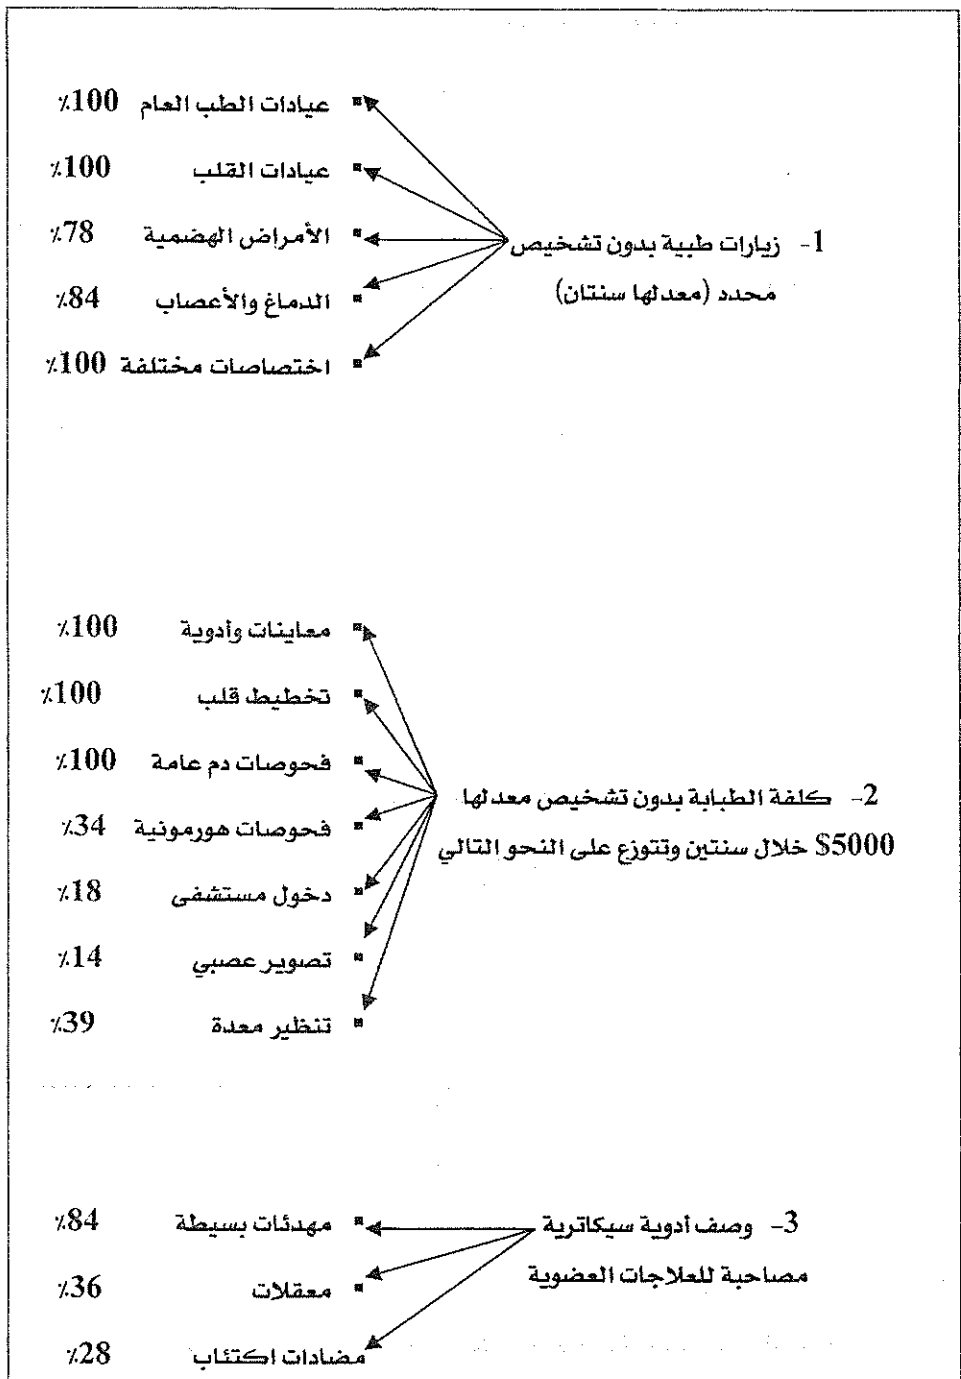 1- زيارات طبية بدون تشخيص
محدد (معدلها سنتان)
▪ عيادات الطب العام 100٪
▪ عيادات القلب 100٪
▪ الأمراض الهضمية 78٪
▪ الدماغ والأعصاب 84٪
▪ اختصاصات مختلفة 100٪
2- كلفة الطبابة بدون تشخيص معدلها
5000$ خلال سنتين وتتوزع على النحو التالي
▪ معاينات وأدوية 100٪
▪ تخطيط قلب 100٪
▪ فحوصات دم عامة 100٪
▪ فحوصات هورمونية 34٪
▪ دخول مستشفى 18٪
▪ تصوير عصبي 14٪
▪ تنظير معدة 39٪
3- وصف أدوية سيكاترية
مصاحبة للعلاجات العضوية
▪ مهدئات بسيطة 84٪
▪ معقلات 36٪
مضادات اكتئاب 28٪